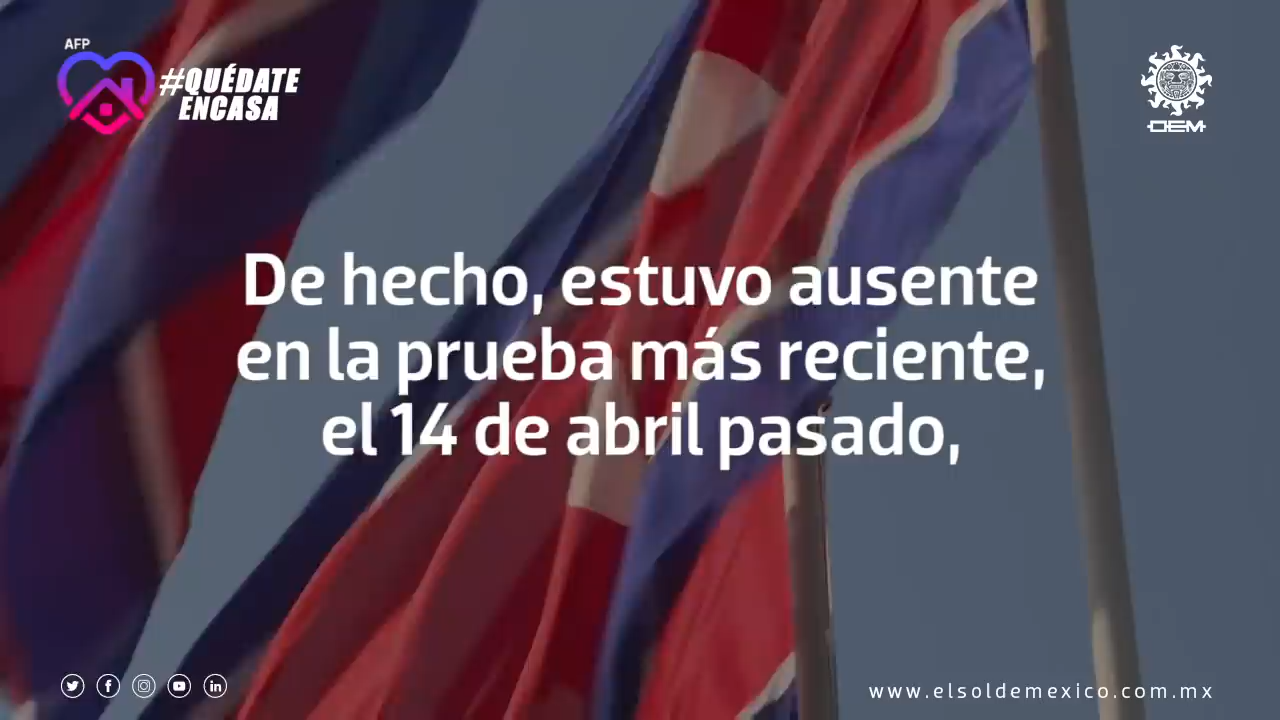 AFP
#QUÉDATE
ENCASA
OEM
De hecho, estuvo ausente
en la prueba más reciente,
el 14 de abril pasado,
www.elsoldemexico.com.mx